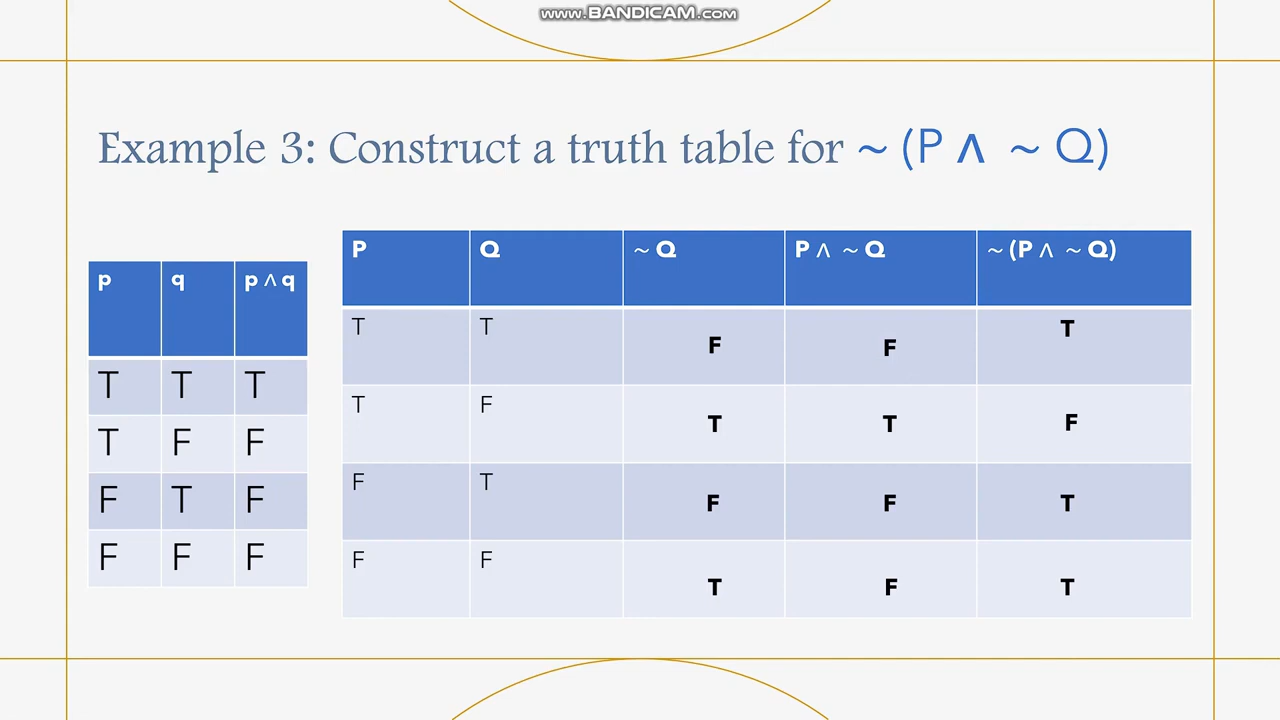 www.BANDICAM.com
Example 3: Construct a truth table for ~ (P ∧ ~ Q)
p q p ∧ q
T T T
T F F
F T F
F F F
P Q ~ Q P ∧ ~ Q ~ (P ∧ ~ Q)
T T F F T
T F T T F
F T F F T
F F T F T